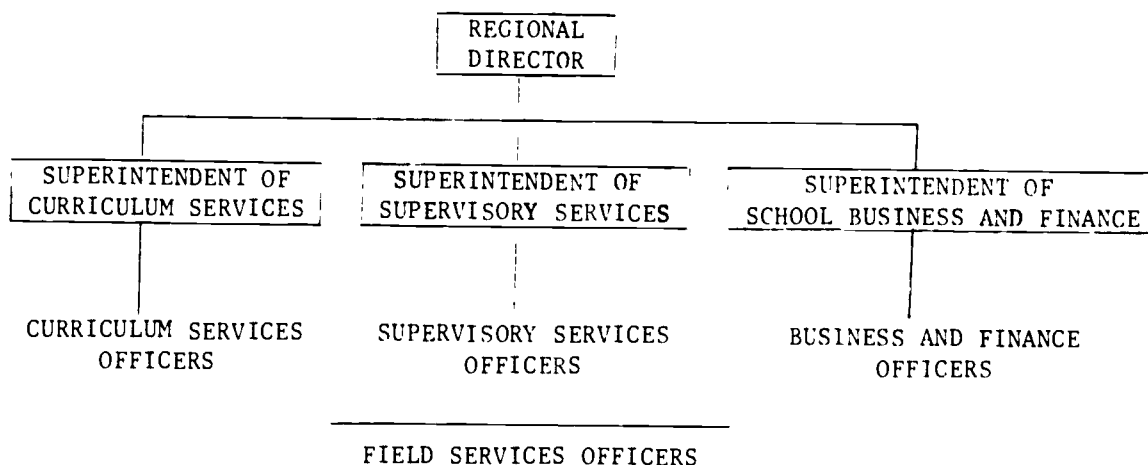 REGIONAL
DIRECTOR
SUPERINTENDENT OF
CURRICULUM SERVICES
SUPERINTENDENT OF
SUPERVISORY SERVICES
SUPERINTENDENT OF
SCHOOL BUSINESS AND FINANCE
CURRICULUM SERVICES
OFFICERS
SUPERVISORY SERVICES
OFFICERS
BUSINESS AND FINANCE
OFFICERS
FIELD SERVICES OFFICERS